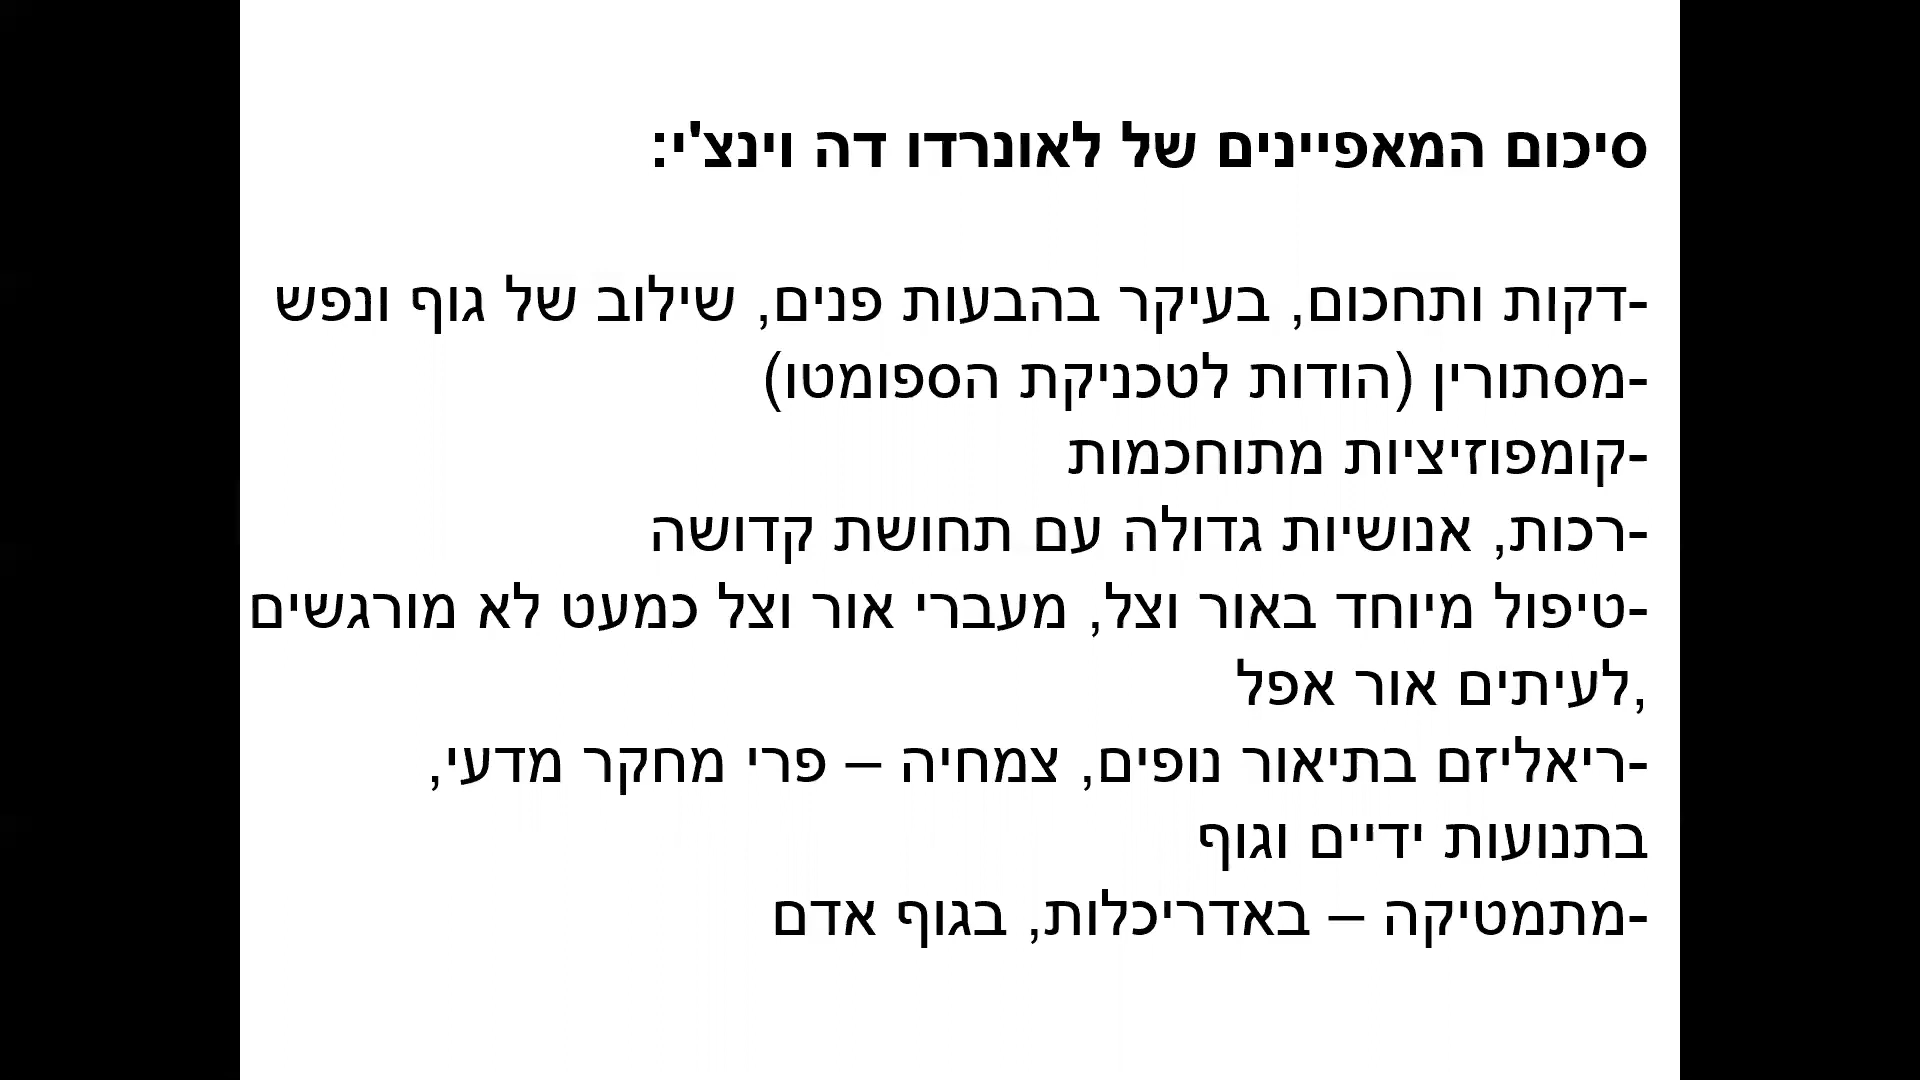 סיכום המאפיינים של לאונרדו דה וינצ'י:
-דקות ותחכום, בעיקר בהבעות פנים, שילוב של גוף ונפש
-מסתורין (הודות לטכניקת הספומטו)
-קומפוזיציות מתוחכמות
-רכות, אנושיות גדולה עם תחושת קדושה
-טיפול מיוחד באור וצל, מעברי אור וצל כמעט לא מורגשים
,לעיתים אור אפל
-ריאליזם בתיאור נופים, צמחיה – פרי מחקר מדעי,
בתנועות ידיים וגוף
-מתמטיקה – באדריכלות, בגוף אדם